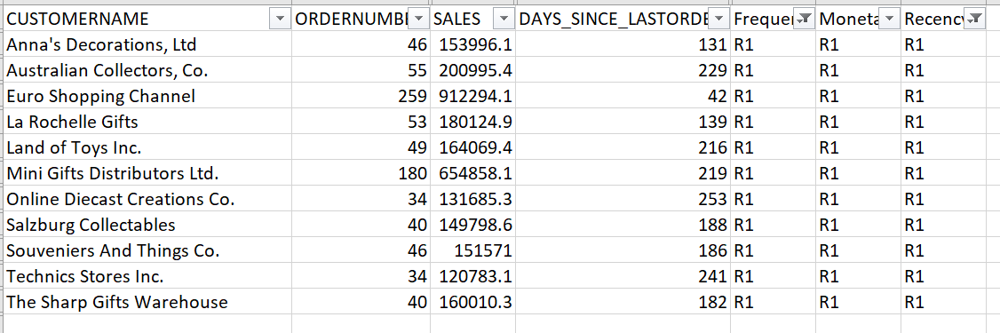 CUSTOMERNAME ORDERNUMBE SALES DAYS_SINCE_LASTORDE Frequen Moneta Recency
Anna's Decorations, Ltd 46 153996.1 131 R1 R1 R1
Australian Collectors, Co. 55 200995.4 229 R1 R1 R1
Euro Shopping Channel 259 912294.1 42 R1 R1 R1
La Rochelle Gifts 53 180124.9 139 R1 R1 R1
Land of Toys Inc. 49 164069.4 216 R1 R1 R1
Mini Gifts Distributors Ltd. 180 654858.1 219 R1 R1 R1
Online Diecast Creations Co. 34 131685.3 253 R1 R1 R1
Salzburg Collectables 40 149798.6 188 R1 R1 R1
Souveniers And Things Co. 46 151571 186 R1 R1 R1
Technics Stores Inc. 34 120783.1 241 R1 R1 R1
The Sharp Gifts Warehouse 40 160010.3 182 R1 R1 R1